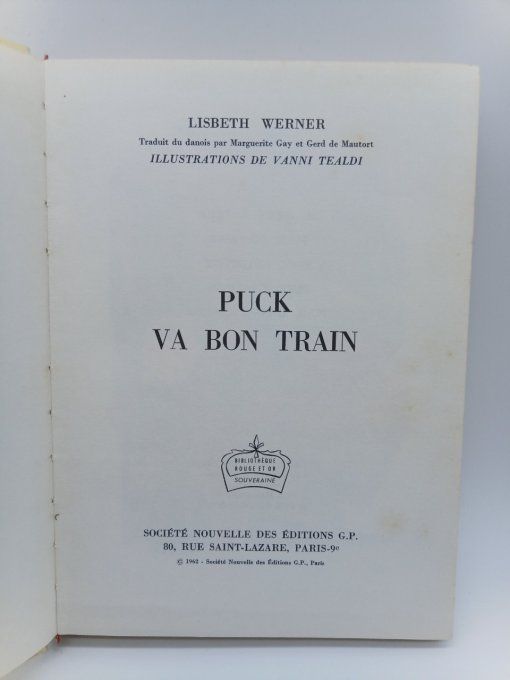 LISBETH WERNER
Traduit du danois par Marguerite Gay et Gerd de Mautort
ILLUSTRATIONS DE VANNI TEALDI
PUCK
VA BON TRAIN
BIBLIOTHÈQUE
ROUGE ET OR
SOUVERAINE
SOCIÉTÉ NOUVELLE DES ÉDITIONS G.P.
80, RUE SAINT-LAZARE, PARIS-9e
© 1962 - Société Nouvelle des Éditions G.P., Paris